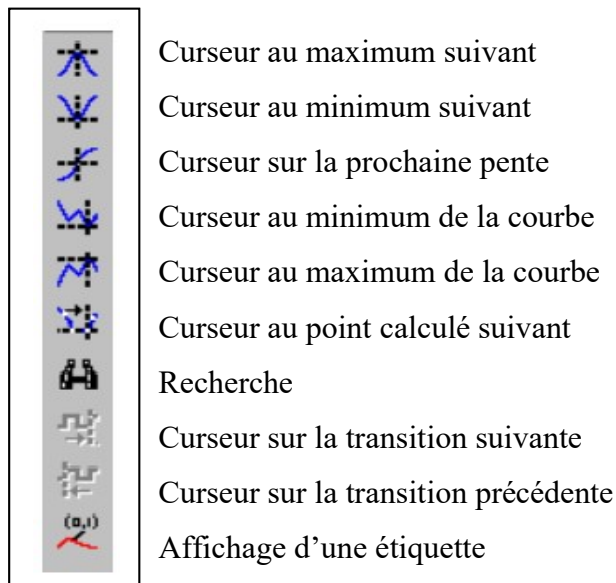 Curseur au maximum suivant
Curseur au minimum suivant
Curseur sur la prochaine pente
Curseur au minimum de la courbe
Curseur au maximum de la courbe
Curseur au point calculé suivant
Recherche
Curseur sur la transition suivante
Curseur sur la transition précédente
(0,1)
Affichage d’une étiquette